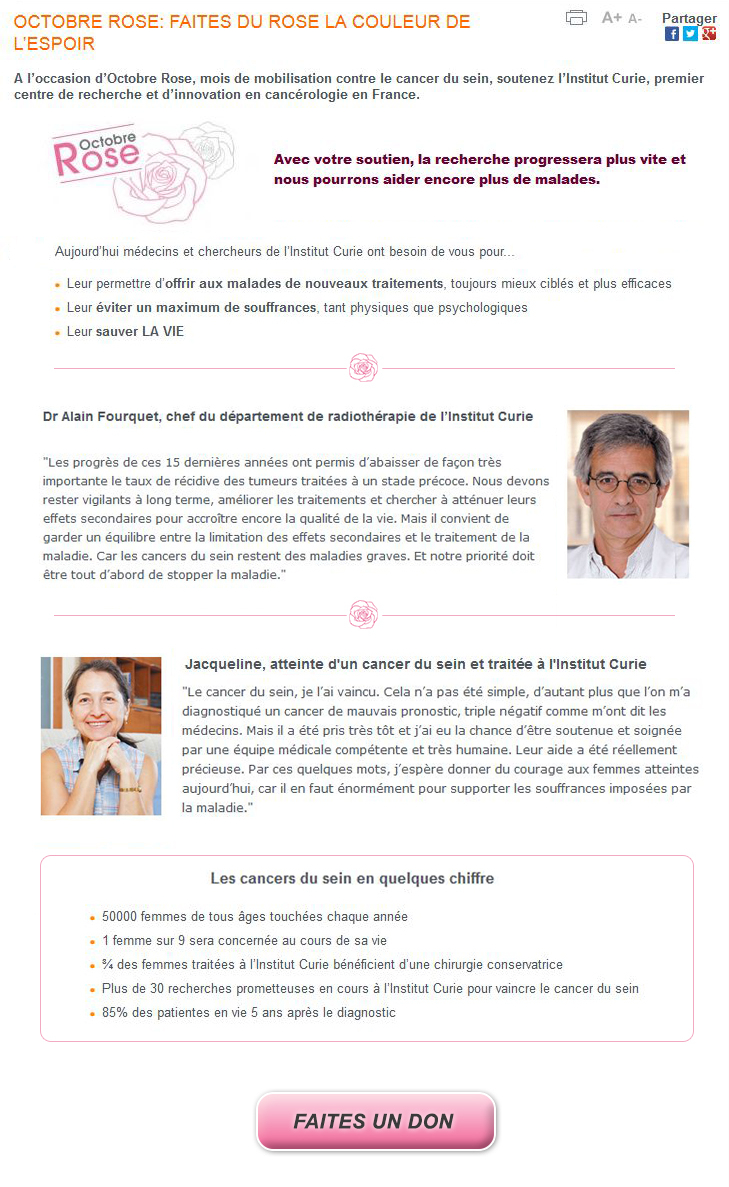 OCTOBRE ROSE: FAITES DU ROSE LA COULEUR DE
L’ESPOIR
A+ A-
Partager
A l’occasion d’Octobre Rose, mois de mobilisation contre le cancer du sein, soutenez l’Institut Curie, premier
centre de recherche et d’innovation en cancérologie en France.
Octobre
Rose
Avec votre soutien, la recherche progressera plus vite et
nous pourrons aider encore plus de malades.
Aujourd’hui médecins et chercheurs de l’Institut Curie ont besoin de vous pour...
Leur permettre d’offrir aux malades de nouveaux traitements, toujours mieux ciblés et plus efficaces
Leur éviter un maximum de souffrances, tant physiques que psychologiques
Leur sauver LA VIE
Dr Alain Fourquet, chef du département de radiothérapie de l’Institut Curie
"Les progrès de ces 15 dernières années ont permis d’abaisser de façon très
importante le taux de récidive des tumeurs traitées à un stade précoce. Nous devons
rester vigilants à long terme, améliorer les traitements et chercher à atténuer leurs
effets secondaires pour accroître encore la qualité de la vie. Mais il convient de
garder un équilibre entre la limitation des effets secondaires et le traitement de la
maladie. Car les cancers du sein restent des maladies graves. Et notre priorité doit
être tout d’abord de stopper la maladie."
Jacqueline, atteinte d'un cancer du sein et traitée à l'Institut Curie
"Le cancer du sein, je l’ai vaincu. Cela n’a pas été simple, d’autant plus que l’on m’a
diagnostiqué un cancer de mauvais pronostic, triple négatif comme m’ont dit les
médecins. Mais il a été pris très tôt et j’ai eu la chance d’être soutenue et soignée
par une équipe médicale compétente et très humaine. Leur aide a été réellement
précieuse. Par ces quelques mots, j’espère donner du courage aux femmes atteintes
aujourd’hui, car il en faut énormément pour supporter les souffrances imposées par
la maladie."
Les cancers du sein en quelques chiffre
50000 femmes de tous âges touchées chaque année
1 femme sur 9 sera concernée au cours de sa vie
¾ des femmes traitées à l’Institut Curie bénéficient d’une chirurgie conservatrice
Plus de 30 recherches prometteuses en cours à l’Institut Curie pour vaincre le cancer du sein
85% des patientes en vie 5 ans après le diagnostic
FAITES UN DON